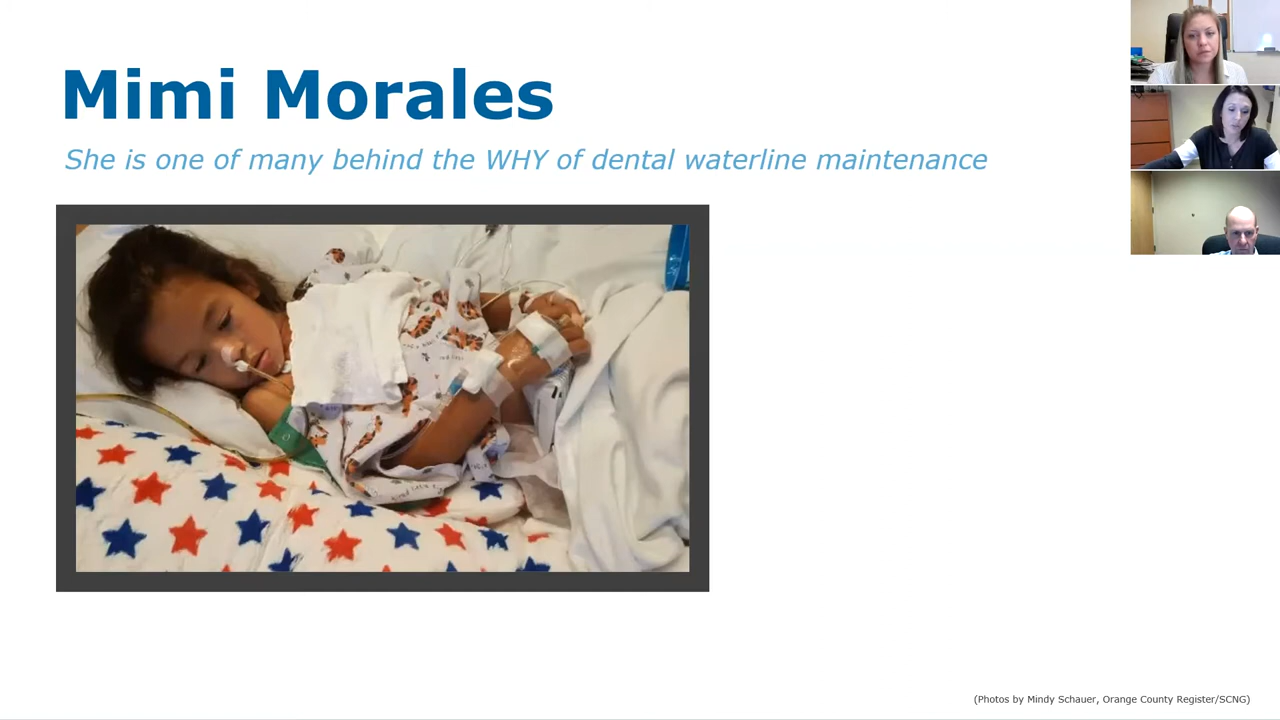 Mimi Morales
She is one of many behind the WHY of dental waterline maintenance
(Photos by Mindy Schauer, Orange County Register/SCNG)